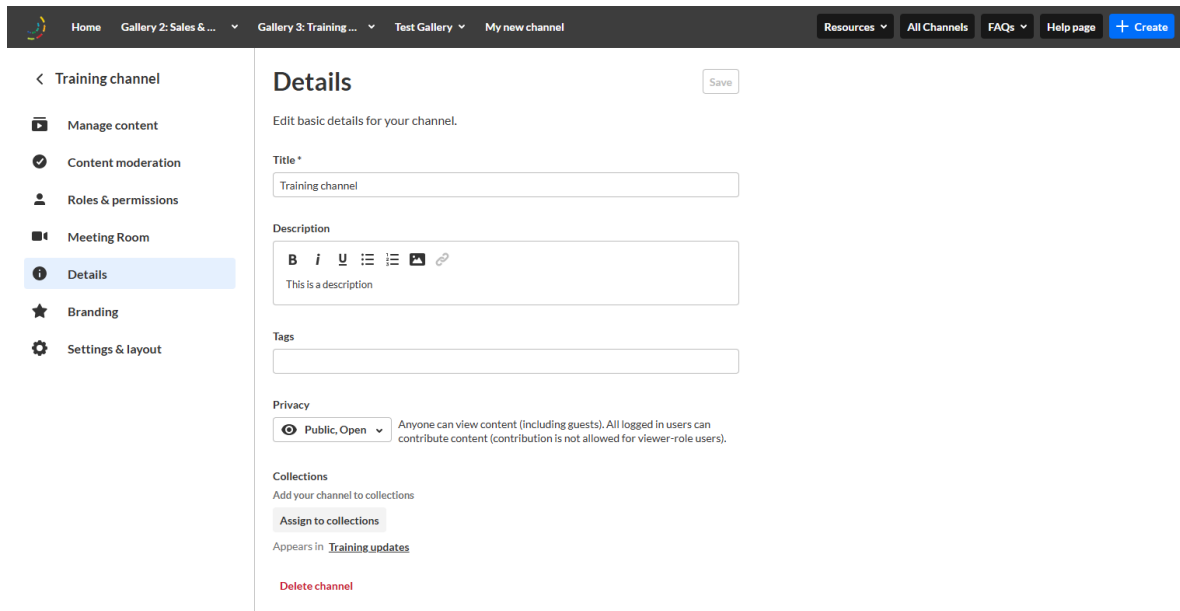 Home Gallery 2: Sales & ... Gallery 3: Training ... Test Gallery My new channel Resources All Channels FAQs Help page + Create
Training channel
Manage content
Content moderation
Roles & permissions
Meeting Room
Details
Branding
Settings & layout
Details Save
Edit basic details for your channel.
Title *
Training channel
Description
B i U
This is a description
Tags
Privacy
Public, Open
Anyone can view content (including guests). All logged in users can
contribute content (contribution is not allowed for viewer-role users).
Collections
Add your channel to collections
Assign to collections
Appears in Training updates
Delete channel